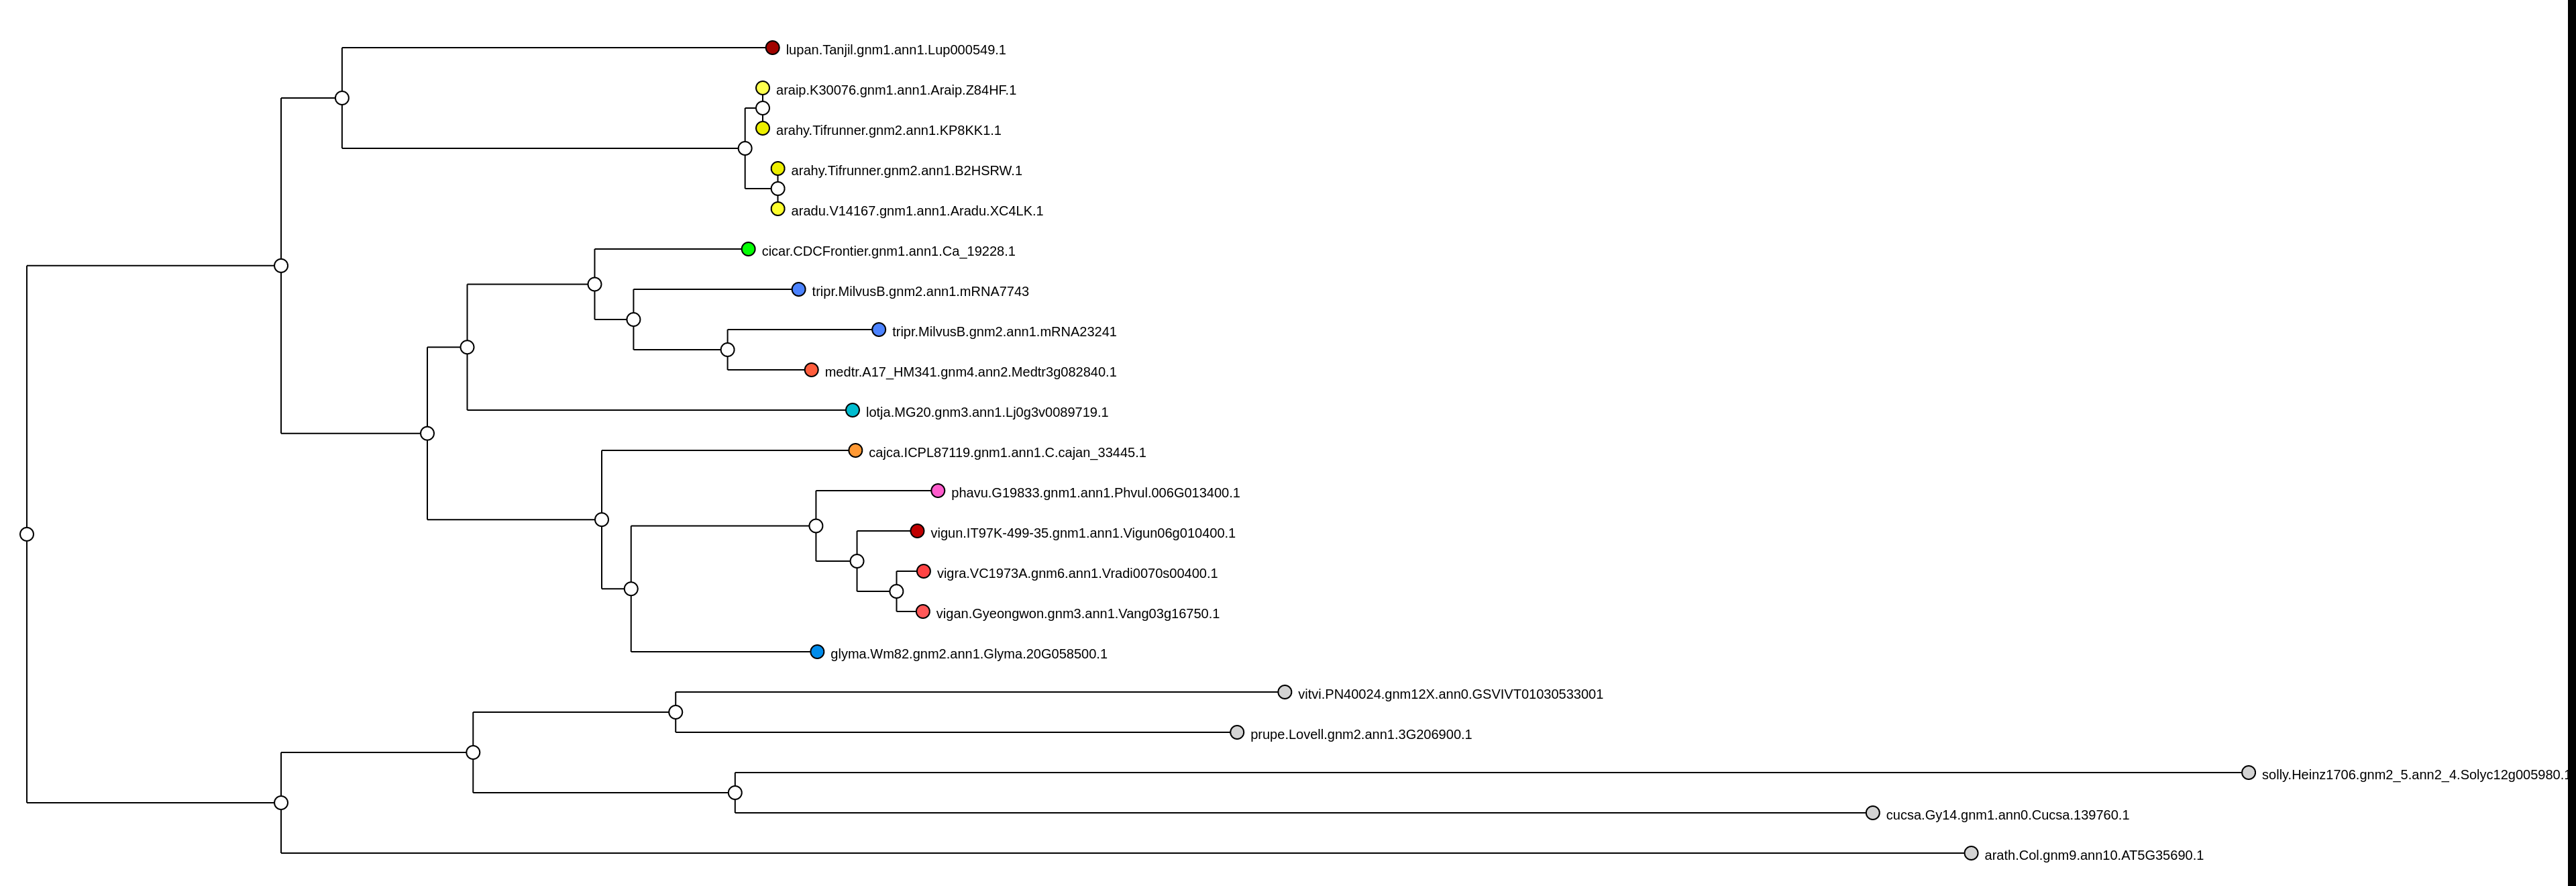 lupan.Tanjil.gnm1.ann1.Lup000549.1
araip.K30076.gnm1.ann1.Araip.Z84HF.1
arahy.Tifrunner.gnm2.ann1.KP8KK1.1
arahy.Tifrunner.gnm2.ann1.B2HSRW.1
aradu.V14167.gnm1.ann1.Aradu.XC4LK.1
cicar.CDCFrontier.gnm1.ann1.Ca_19228.1
tripr.MilvusB.gnm2.ann1.mRNA7743
tripr.MilvusB.gnm2.ann1.mRNA23241
medtr.A17_HM341.gnm4.ann2.Medtr3g082840.1
lotja.MG20.gnm3.ann1.Lj0g3v0089719.1
cajca.ICPL87119.gnm1.ann1.C.cajan_33445.1
phavu.G19833.gnm1.ann1.Phvul.006G013400.1
vigun.IT97K-499-35.gnm1.ann1.Vigun06g010400.1
vigra.VC1973A.gnm6.ann1.Vradi0070s00400.1
vigan.Gyeongwon.gnm3.ann1.Vang03g16750.1
glyma.Wm82.gnm2.ann1.Glyma.20G058500.1
vitvi.PN40024.gnm12X.ann0.GSVIVT01030533001
prupe.Lovell.gnm2.ann1.3G206900.1
solly.Heinz1706.gnm2_5.ann2_4.Solyc12g005980.1
cucsa.Gy14.gnm1.ann0.Cucsa.139760.1
arath.Col.gnm9.ann10.AT5G35690.1